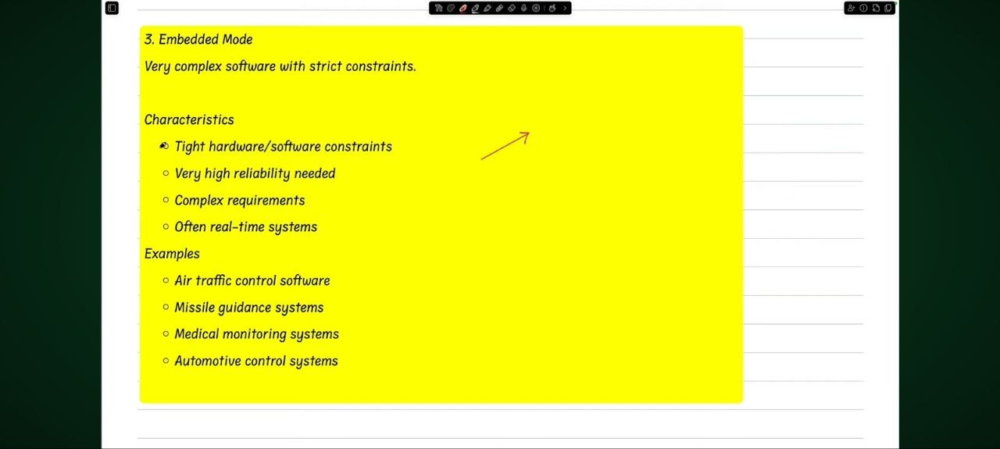 3. Embedded Mode
Very complex software with strict constraints.
Characteristics
Tight hardware/software constraints
Very high reliability needed
Complex requirements
Often real-time systems
Examples
Air traffic control software
Missile guidance systems
Medical monitoring systems
Automotive control systems